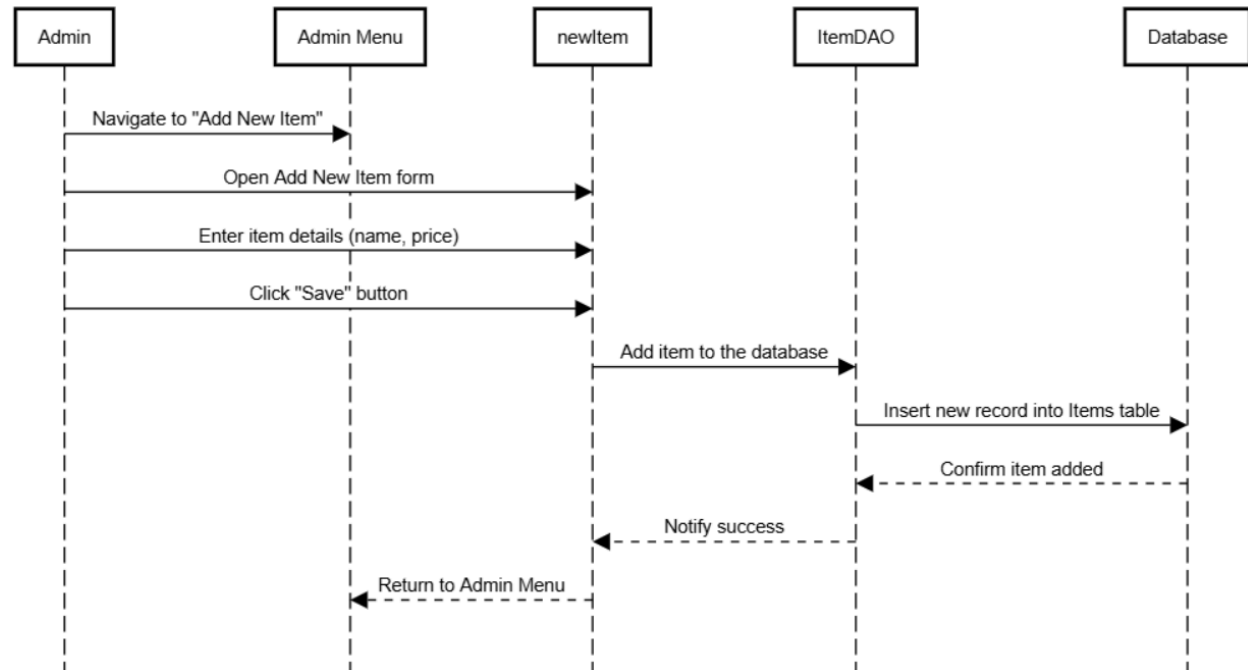 Admin
Admin Menu
newItem
ItemDAO
Database
Navigate to "Add New Item"
Open Add New Item form
Enter item details (name, price)
Click "Save" button
Add item to the database
Insert new record into Items table
Confirm item added
Notify success
Return to Admin Menu